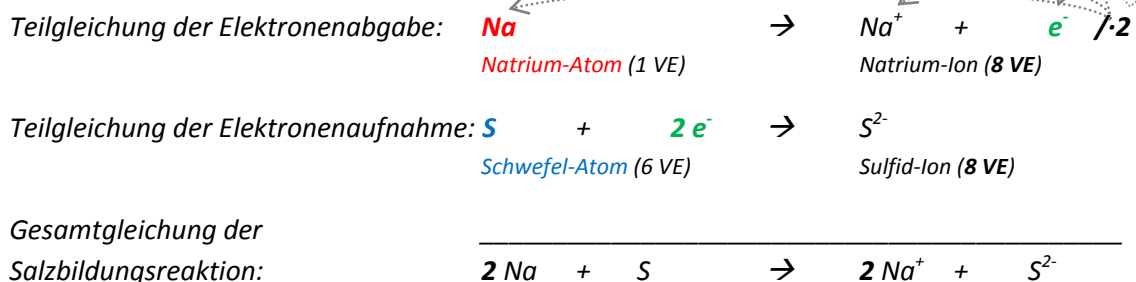 Teilgleichung der Elektronenabgabe: Na → Na⁺ + e⁻ /·2
Natrium-Atom (1 VE) Natrium-Ion (8 VE)
Teilgleichung der Elektronenaufnahme: S + 2 e⁻ → S²⁻
Schwefel-Atom (6 VE) Sulfid-Ion (8 VE)
Gesamtgleichung der
Salzbildungsreaktion: 2 Na + S → 2 Na⁺ + S²⁻